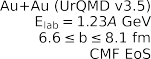 Au+Au (UrQMD v3.5)
E_lab = 1.23A GeV
6.6 ≤ b ≤ 8.1 fm
CMF EoS